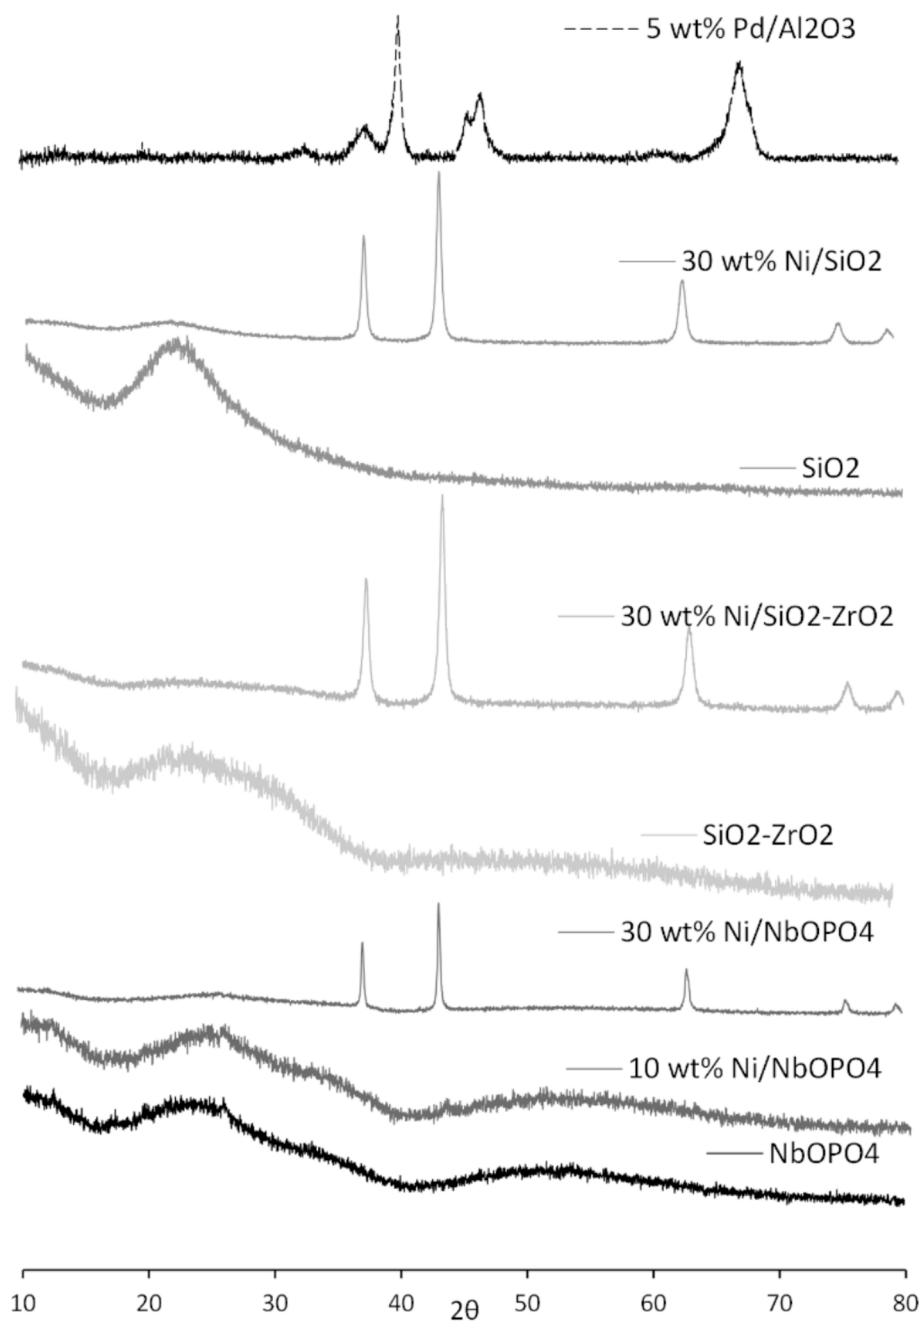 5 wt% Pd/Al2O3
30 wt% Ni/SiO2
SiO2
30 wt% Ni/SiO2-ZrO2
SiO2-ZrO2
30 wt% Ni/NbOPO4
10 wt% Ni/NbOPO4
NbOPO4
10 20 30 40 50 60 70 80
2θ